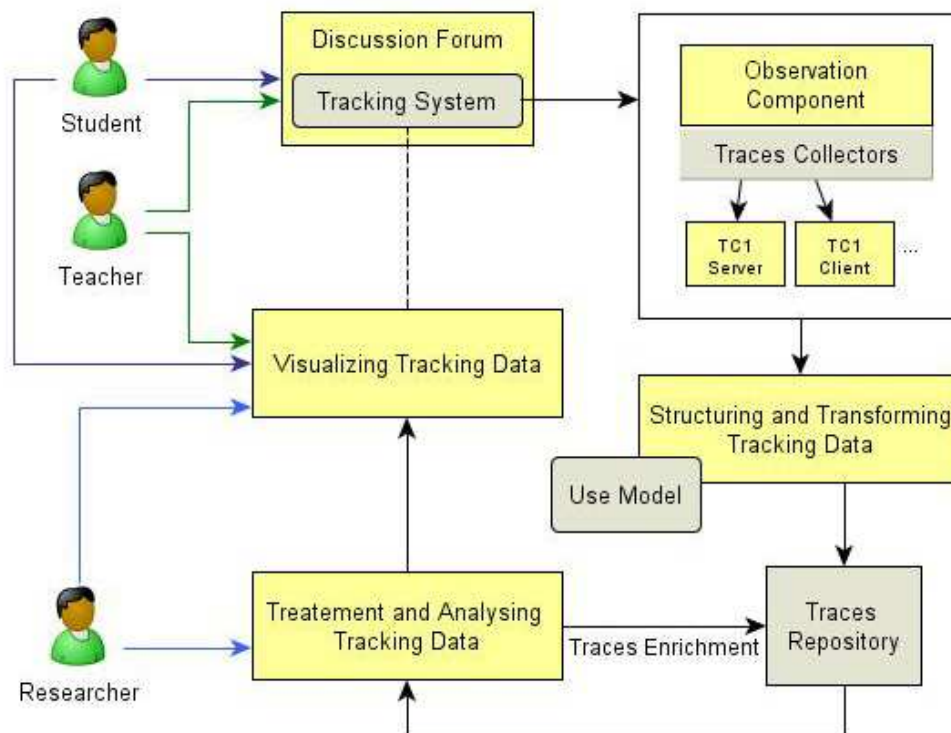 Student
Teacher
Researcher
Discussion Forum
Tracking System
Observation
Component
Traces Collectors
TC1
Server
TC1
Client
...
Visualizing Tracking Data
Structuring and Transforming
Tracking Data
Use Model
Treatement and Analysing
Tracking Data
Traces Enrichment
Traces
Repository